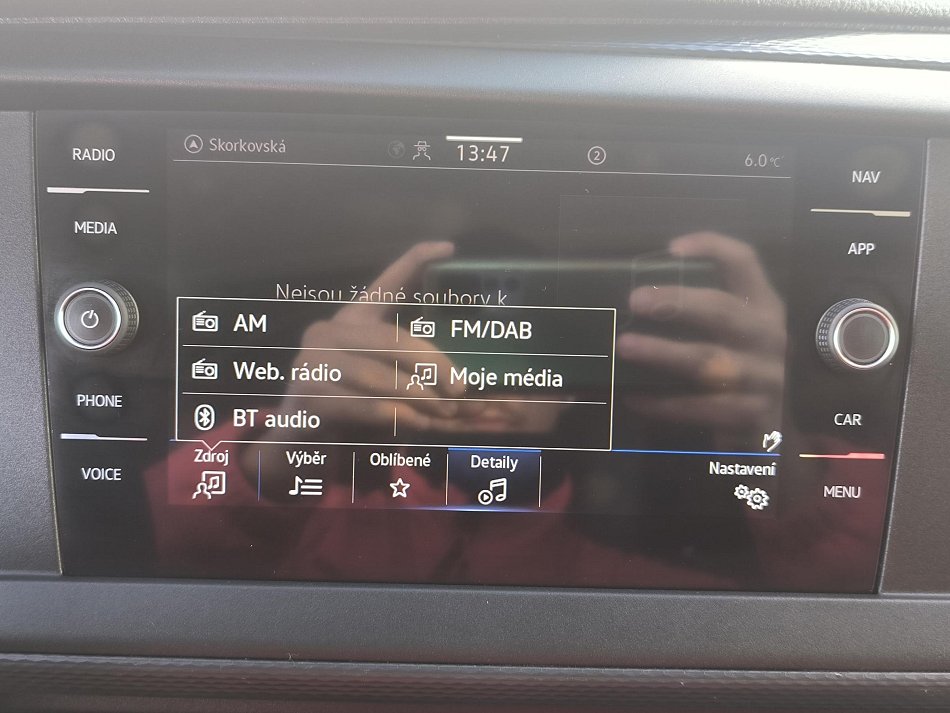 RADIO
MEDIA
PHONE
VOICE
Skorkovská
13:47
2
6.0 °C
Nejsou žádné soubory k
AM
FM/DAB
Web. rádio
Moje média
BT audio
Zdroj
Výběr
Oblíbené
Detaily
Nastavení
NAV
APP
CAR
MENU